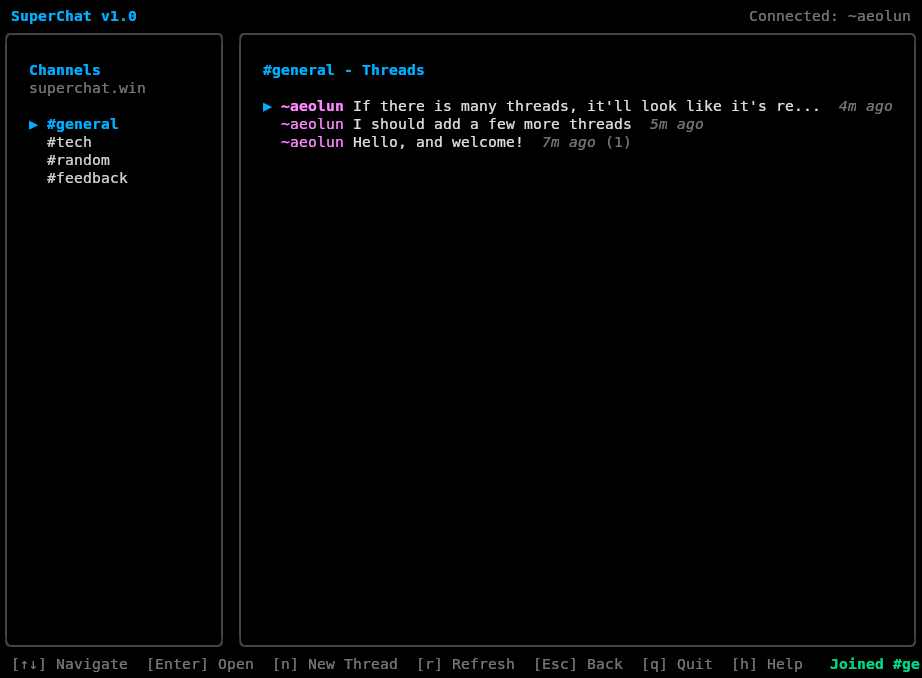 SuperChat v1.0
Connected: ~aeolun
Channels
superchat.win
▶ #general
#tech
#random
#feedback
#general - Threads
▶ ~aeolun If there is many threads, it'll look like it's re... 4m ago
~aeolun I should add a few more threads 5m ago
~aeolun Hello, and welcome! 7m ago (1)
[↑↓] Navigate [Enter] Open [n] New Thread [r] Refresh [Esc] Back [q] Quit [h] Help Joined #ge